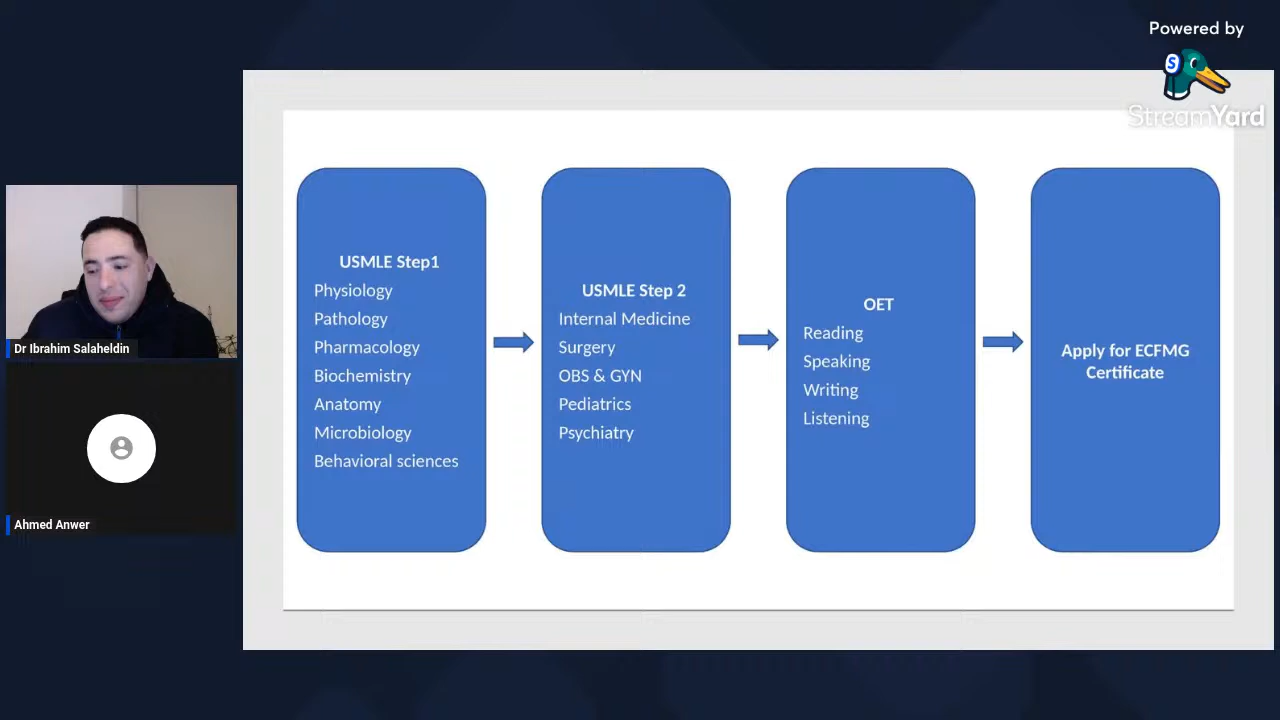 Powered by
S
StreamYard
USMLE Step1
Physiology
Pathology
Pharmacology
Biochemistry
Anatomy
Microbiology
Behavioral sciences
USMLE Step 2
Internal Medicine
Surgery
OBS & GYN
Pediatrics
Psychiatry
OET
Reading
Speaking
Writing
Listening
Apply for ECFMG
Certificate
Dr Ibrahim Salaheldin
Ahmed Anwer